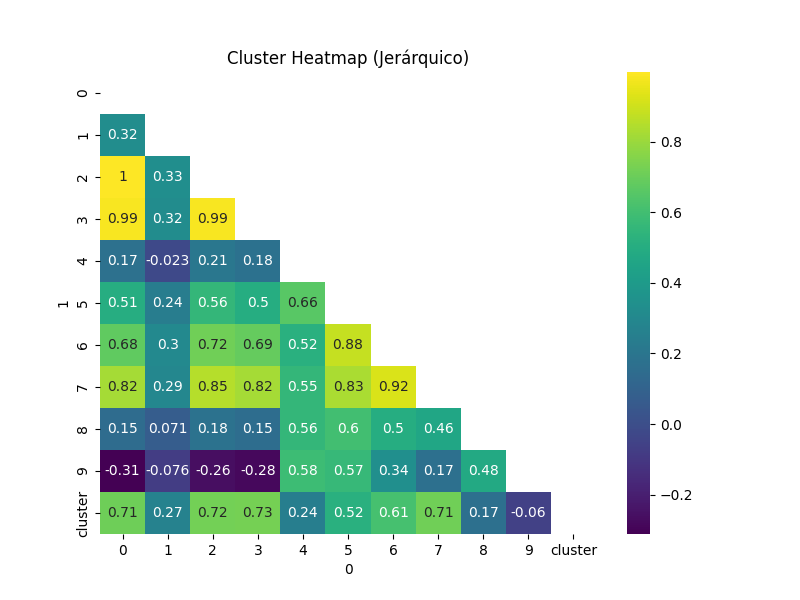 Cluster Heatmap (Jerárquico)
0
1 0.32
2 1 0.33 0.8
3 0.99 0.32 0.99 0.6
4 0.17 -0.023 0.21 0.18
1 5 0.51 0.24 0.56 0.5 0.66 0.4
6 0.68 0.3 0.72 0.69 0.52 0.88 0.2
7 0.82 0.29 0.85 0.82 0.55 0.83 0.92
8 0.15 0.071 0.18 0.15 0.56 0.6 0.5 0.46 0.0
9 -0.31 -0.076 -0.26 -0.28 0.58 0.57 0.34 0.17 0.48 −0.2
cluster 0.71 0.27 0.72 0.73 0.24 0.52 0.61 0.71 0.17 -0.06
0 1 2 3 4 5 6 7 8 9 cluster
0